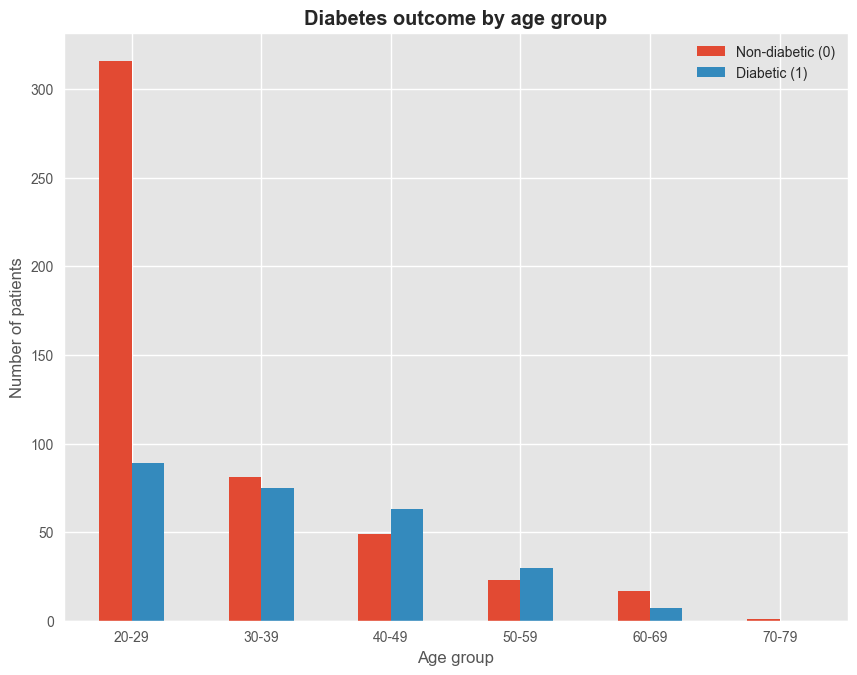 Diabetes outcome by age group
Non-diabetic (0)
Diabetic (1)
Number of patients
300
250
200
150
100
50
0
20-29
30-39
40-49
50-59
60-69
70-79
Age group